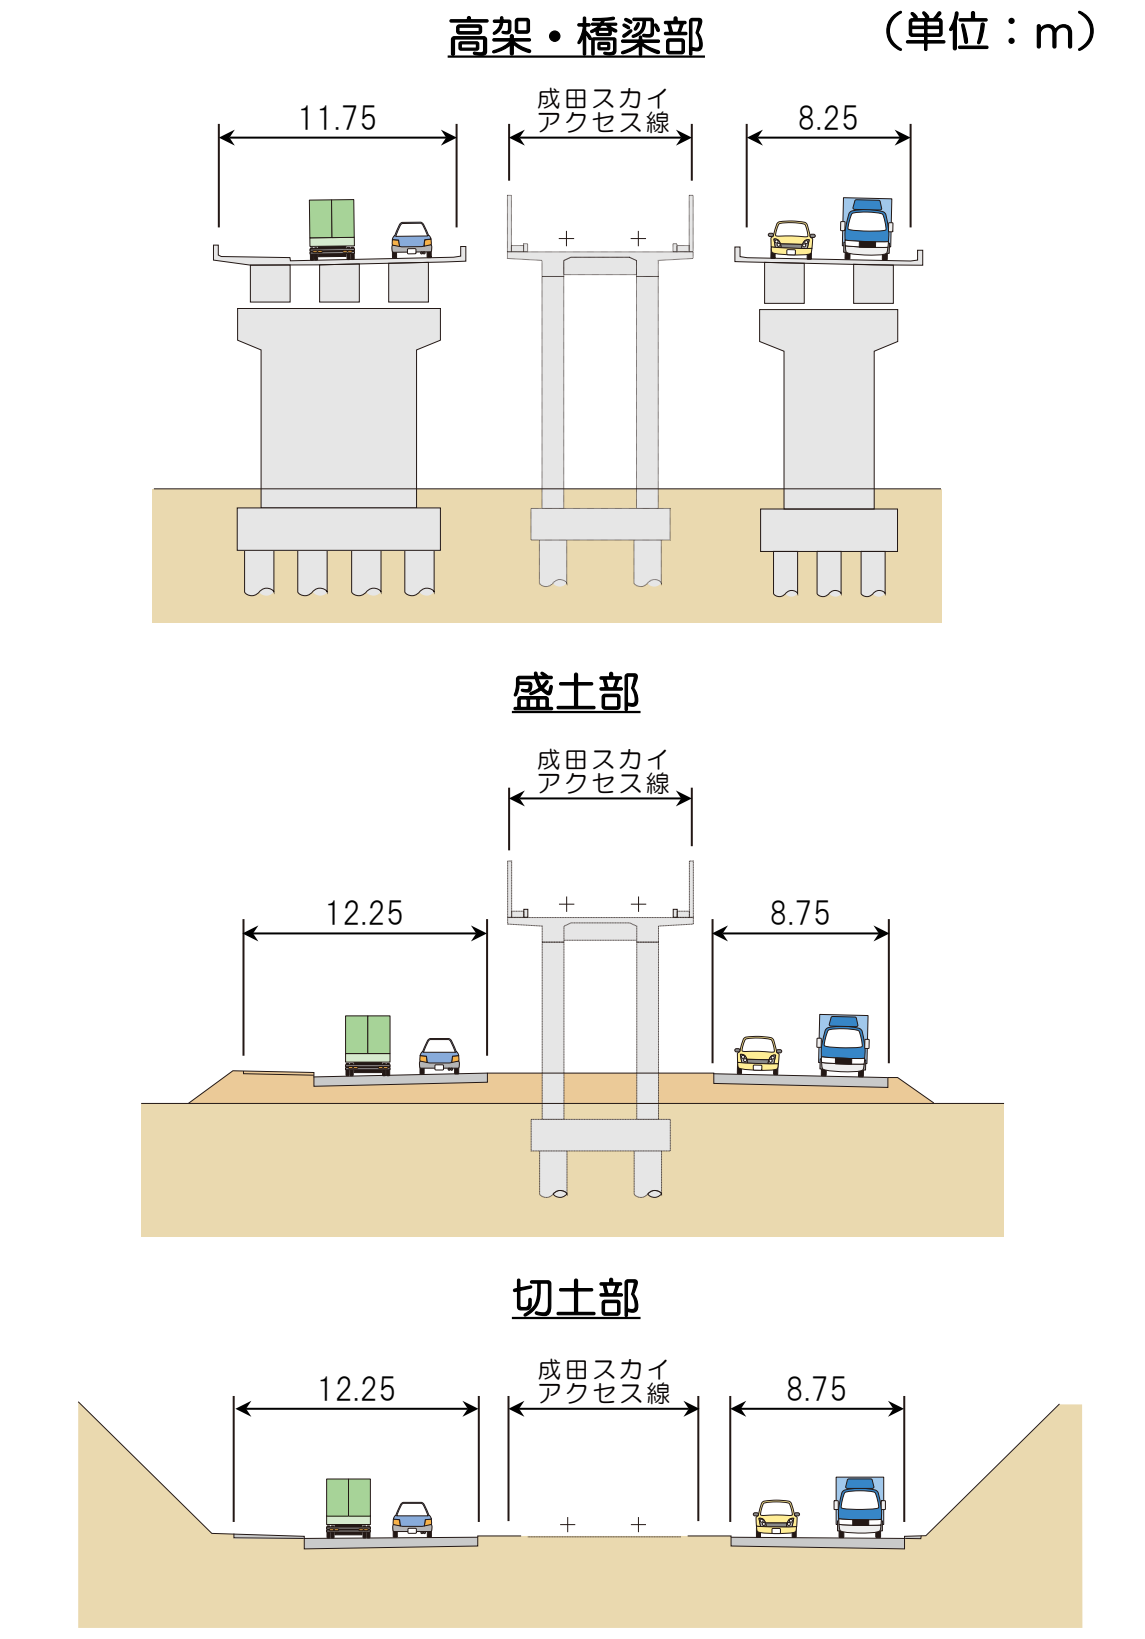 高架・橋梁部
（単位：m）
11.75
成田スカイ
アクセス線
8.25
盛土部
成田スカイ
アクセス線
12.25
8.75
切土部
12.25
成田スカイ
アクセス線
8.75